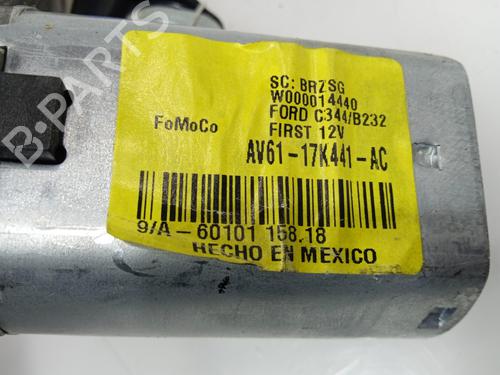 SC: BRZSG
W000014440
FORD C344/B232
FoMoCo
FIRST 12V
AV61-17K441-AC
9/A-60101 158.18
HECHO EN MEXICO
B-PARTS